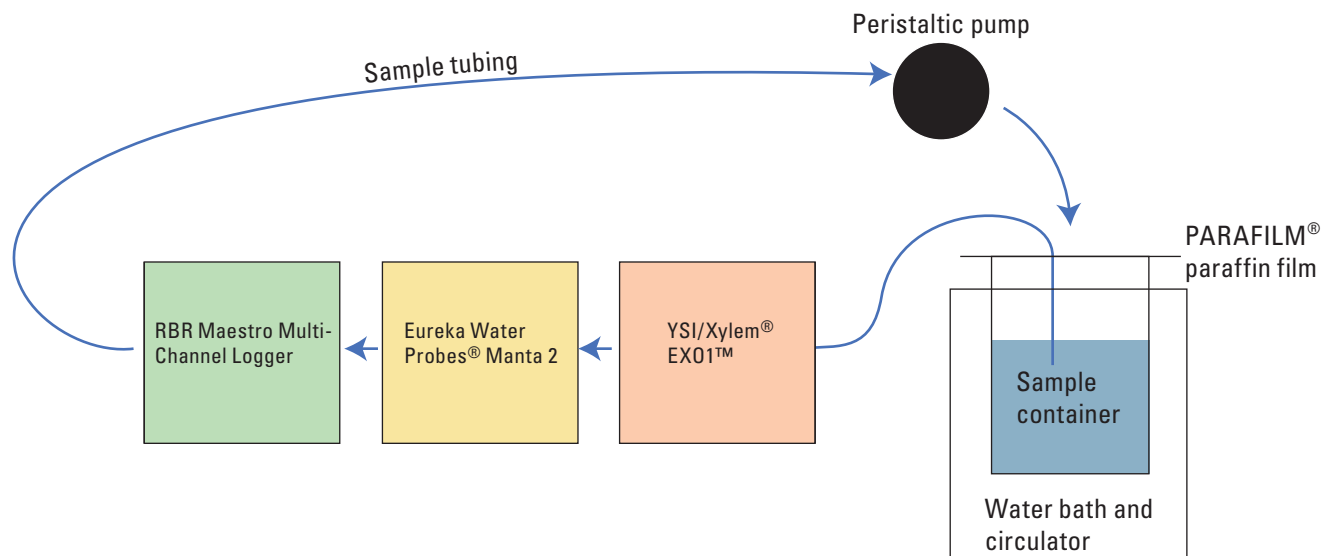 Peristaltic pump
Sample tubing
PARAFILM®
paraffin film
RBR Maestro Multi-
Channel Logger
Eureka Water
Probes® Manta 2
YSI/Xylem®
EXO1™
Sample
container
Water bath and
circulator